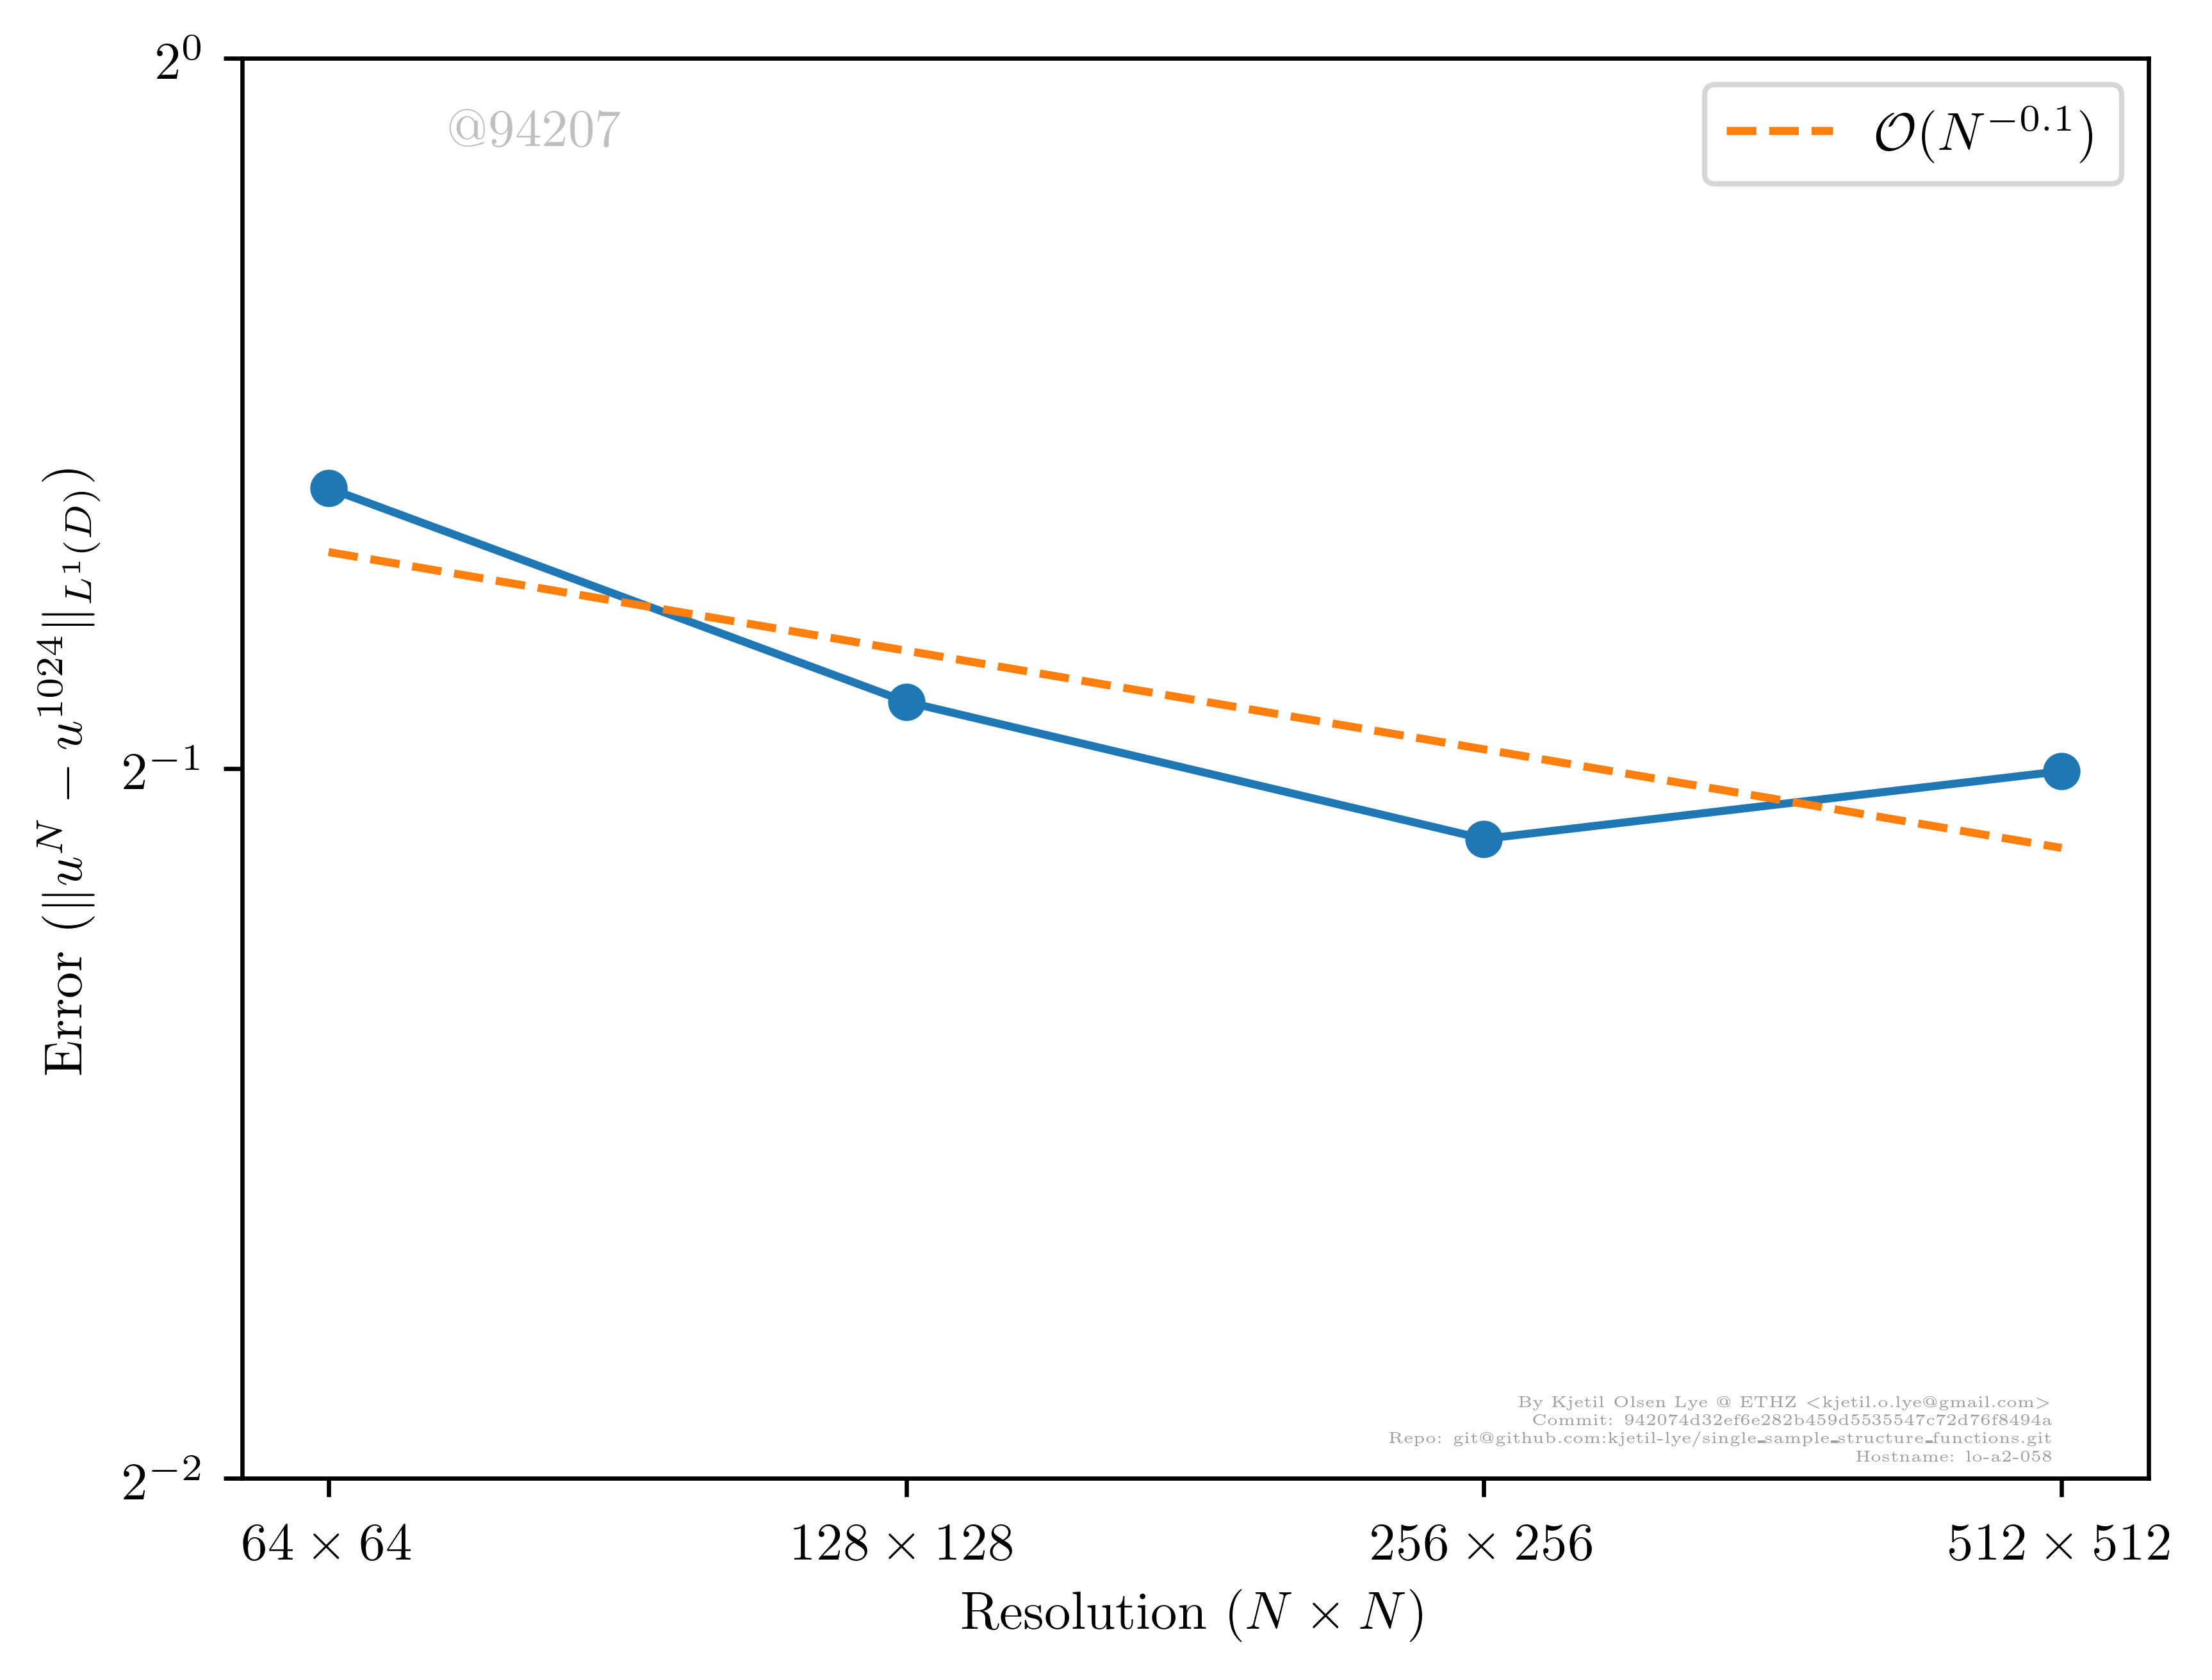 2^0
@94207
O(N^{-0.1})
Error (||u^N − u^{1024}||_{L^1(D)})
2^{-1}
By Kjetil Olsen Lye @ ETHZ <kjetil.o.lye@gmail.com>
Commit: 942074d32ef6e282b459d5535547c72d76f8494a
Repo: git@github.com:kjetil-lye/single_sample_structure_functions.git
Hostname: lo-a2-058
2^{-2}
64 × 64
128 × 128
256 × 256
512 × 512
Resolution (N × N)